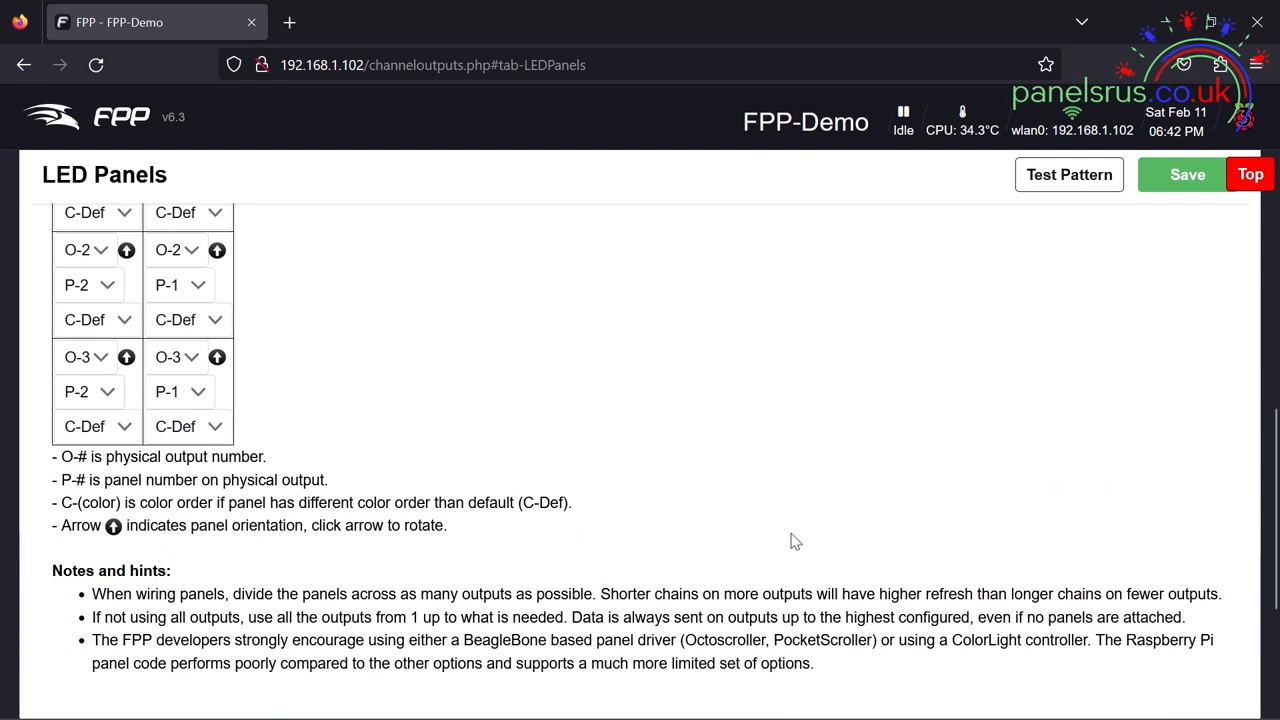 FPP - FPP-Demo
192.168.1.102/channeloutputs.php#tab-LEDPanels
panelsrus.co.uk
FPP v6.3
FPP-Demo
Idle
CPU: 34.3°C
wlan0: 192.168.1.102
Sat Feb 11
06:42 PM
LED Panels
Test Pattern
Save
Top
C-Def C-Def
O-2 O-2
P-2 P-1
C-Def C-Def
O-3 O-3
P-2 P-1
C-Def C-Def
- O-# is physical output number.
- P-# is panel number on physical output.
- C-(color) is color order if panel has different color order than default (C-Def).
- Arrow indicates panel orientation, click arrow to rotate.
Notes and hints:
• When wiring panels, divide the panels across as many outputs as possible. Shorter chains on more outputs will have higher refresh than longer chains on fewer outputs.
• If not using all outputs, use all the outputs from 1 up to what is needed. Data is always sent on outputs up to the highest configured, even if no panels are attached.
• The FPP developers strongly encourage using either a BeagleBone based panel driver (Octoscroller, PocketScroller) or using a ColorLight controller. The Raspberry Pi
panel code performs poorly compared to the other options and supports a much more limited set of options.